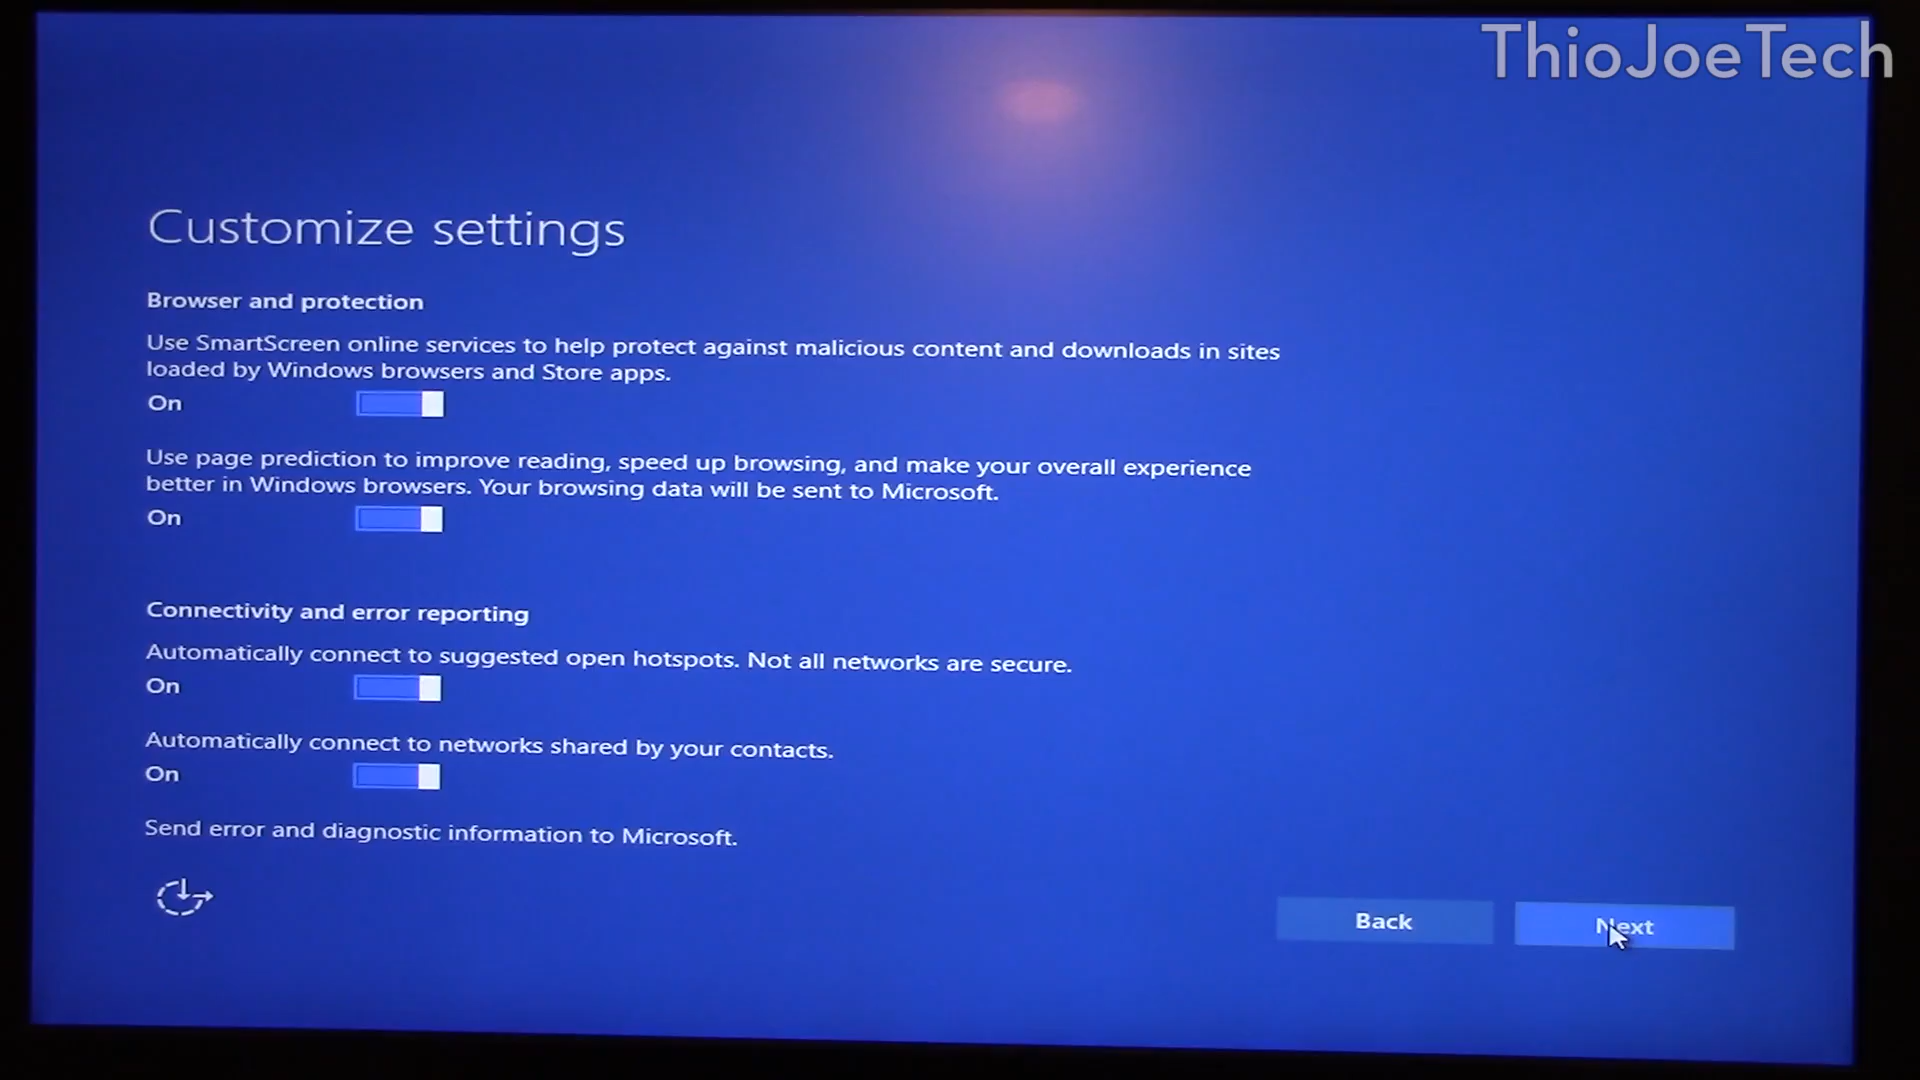 ThioJoeTech
Customize settings
Browser and protection
Use SmartScreen online services to help protect against malicious content and downloads in sites
loaded by Windows browsers and Store apps.
On
Use page prediction to improve reading, speed up browsing, and make your overall experience
better in Windows browsers. Your browsing data will be sent to Microsoft.
On
Connectivity and error reporting
Automatically connect to suggested open hotspots. Not all networks are secure.
On
Automatically connect to networks shared by your contacts.
On
Send error and diagnostic information to Microsoft.
Back
Next